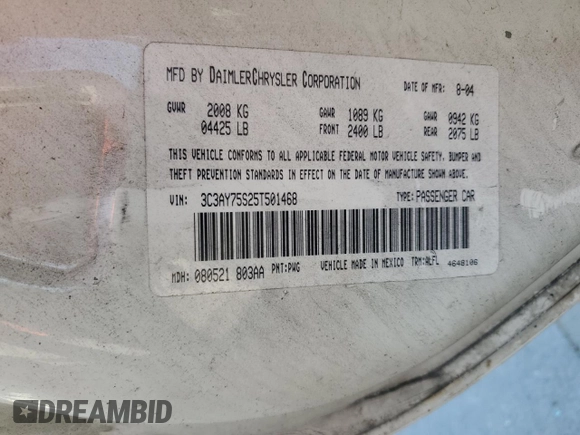 MFD BY DAIMLERCHRYSLER CORPORATION DATE OF MFR: 8-04
GVWR 2008 KG GAWR 1089 KG GAWR 0942 KG
04425 LB FRONT 2400 LB REAR 2075 LB
THIS VEHICLE CONFORMS TO ALL APPLICABLE FEDERAL MOTOR VEHICLE SAFETY, BUMPER AND
THEFT PREVENTION STANDARDS IN EFFECT ON THE DATE OF MANUFACTURE SHOWN ABOVE.
VIN: 3C3AY75S25T501468 TYPE: PASSENGER CAR
MDH: 080521 803AA PNT: PWG VEHICLE MADE IN MEXICO TRM: ALFL 4648106
DREAMBID